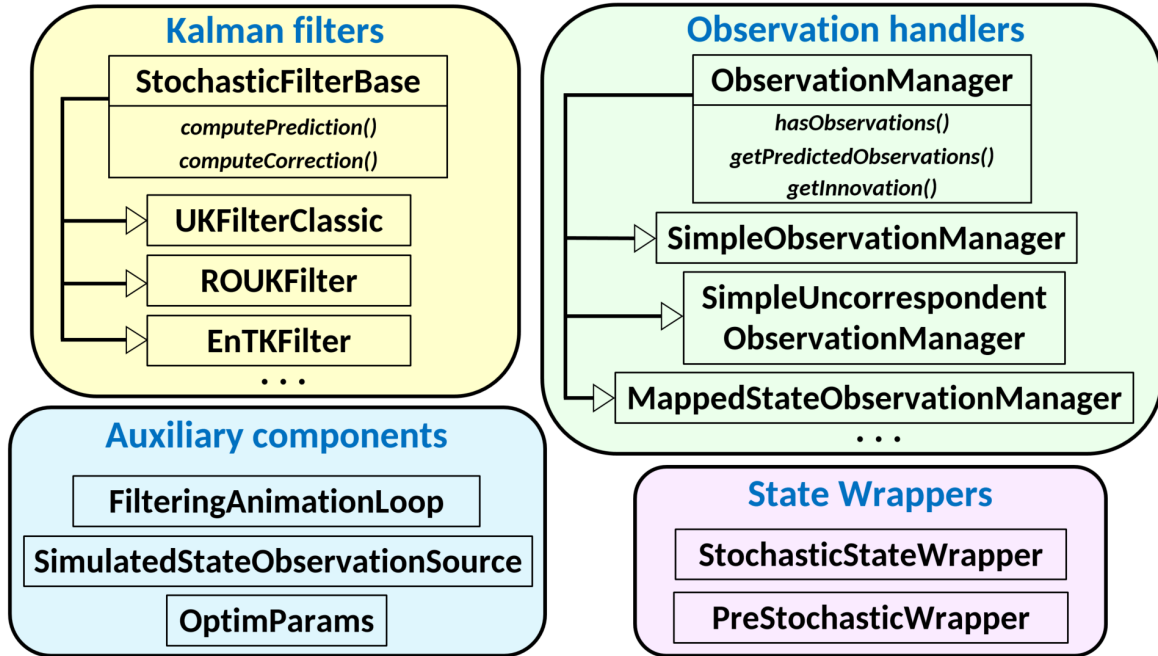 Kalman filters
StochasticFilterBase
computePrediction()
computeCorrection()
UKFilterClassic
ROUKFilter
EnTKFilter
. . .
Observation handlers
ObservationManager
hasObservations()
getPredictedObservations()
getInnovation()
SimpleObservationManager
SimpleUncorrespondent
ObservationManager
MappedStateObservationManager
. . .
Auxiliary components
FilteringAnimationLoop
SimulatedStateObservationSource
OptimParams
State Wrappers
StochasticStateWrapper
PreStochasticWrapper